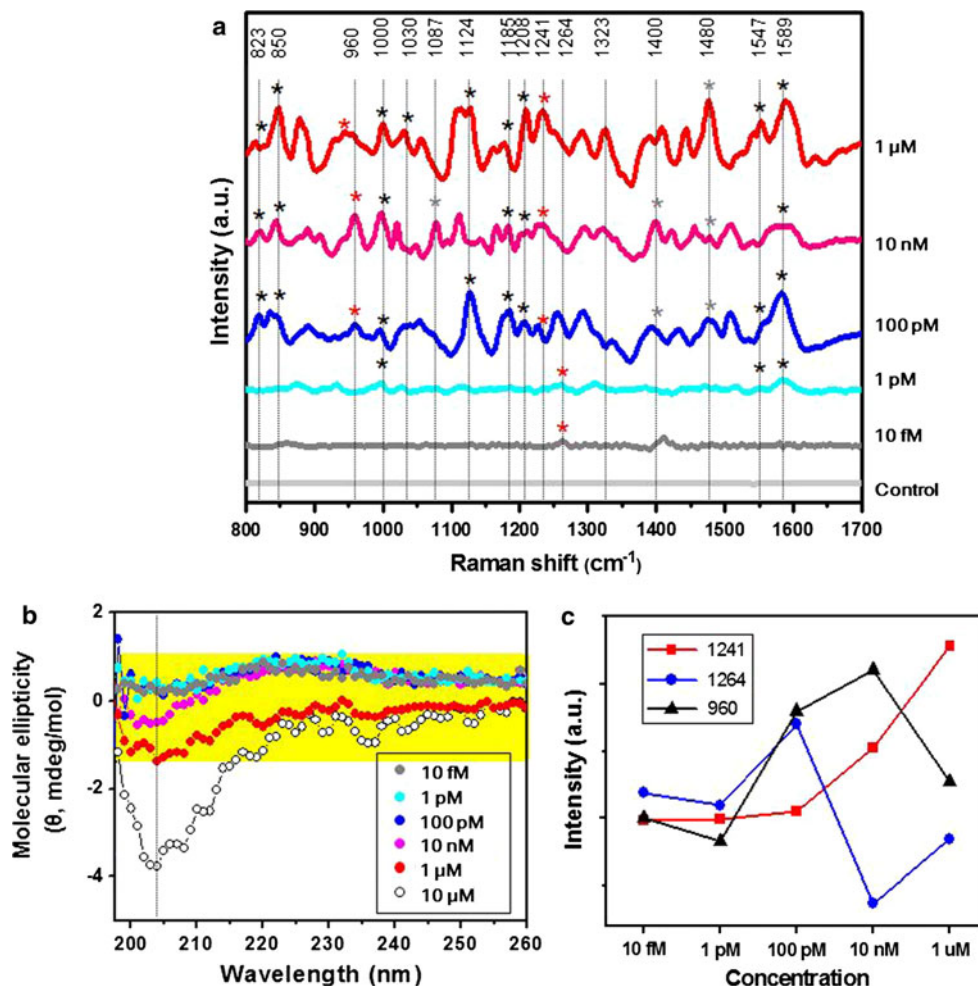 a
823
850
960
1000
1030
1087
1124
1185
1208
1241
1264
1323
1400
1480
1547
1589
1 µM
10 nM
100 pM
1 pM
10 fM
Control
Intensity (a.u.)
800 900 1000 1100 1200 1300 1400 1500 1600 1700
Raman shift (cm⁻¹)
b
2
0
-2
-4
Molecular ellipticity
(θ, mdeg/mol)
10 fM
1 pM
100 pM
10 nM
1 µM
10 µM
200 210 220 230 240 250 260
Wavelength (nm)
c
1241
1264
960
Intensity (a.u.)
10 fM 1 pM 100 pM 10 nM 1 uM
Concentration